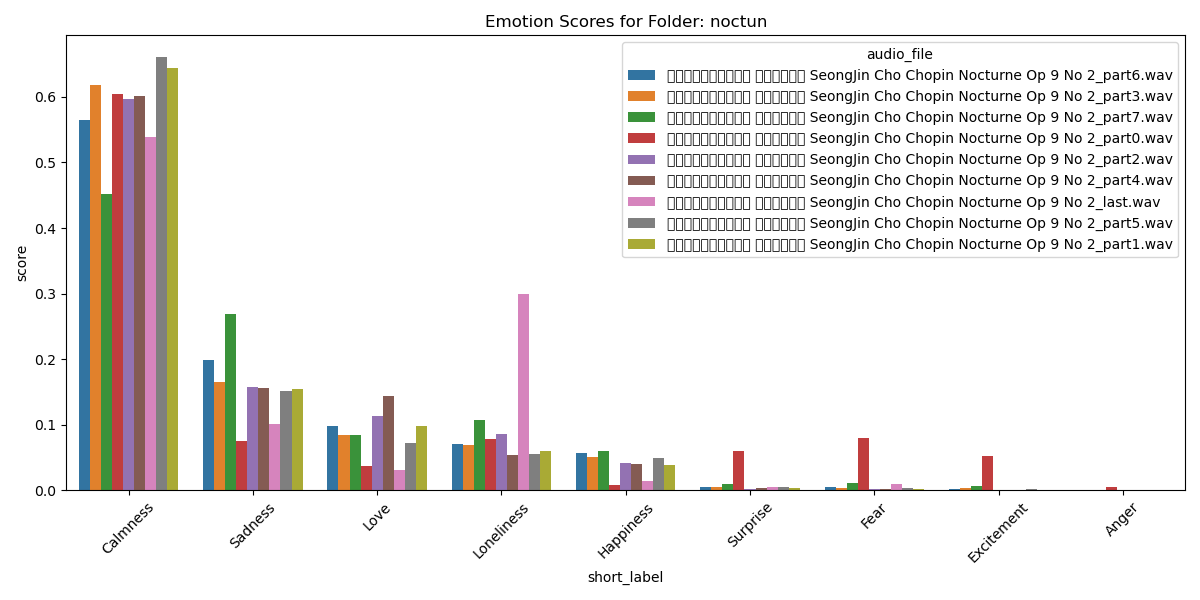 Emotion Scores for Folder: noctun
audio_file
SeongJin Cho Chopin Nocturne Op 9 No 2_part6.wav
SeongJin Cho Chopin Nocturne Op 9 No 2_part3.wav
SeongJin Cho Chopin Nocturne Op 9 No 2_part7.wav
SeongJin Cho Chopin Nocturne Op 9 No 2_part0.wav
SeongJin Cho Chopin Nocturne Op 9 No 2_part2.wav
SeongJin Cho Chopin Nocturne Op 9 No 2_part4.wav
SeongJin Cho Chopin Nocturne Op 9 No 2_last.wav
SeongJin Cho Chopin Nocturne Op 9 No 2_part5.wav
SeongJin Cho Chopin Nocturne Op 9 No 2_part1.wav
score
0.6
0.5
0.4
0.3
0.2
0.1
0.0
Calmness
Sadness
Love
Loneliness
Happiness
Surprise
Fear
Excitement
Anger
short_label